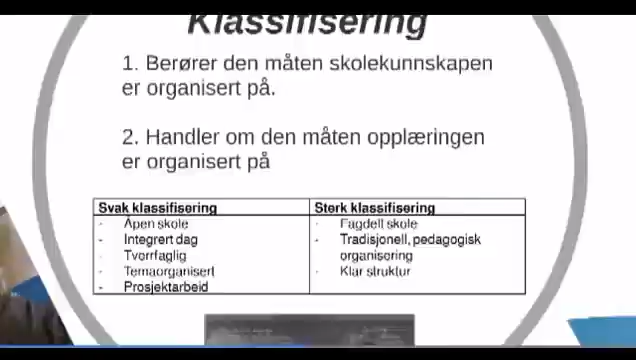 Klassifisering
1. Berører den måten skolekunnskapen
er organisert på.
2. Handler om den måten opplæringen
er organisert på
Svak klassifisering
- Åpen skole
- Integrert dag
- Tverrfaglig
- Temaorganisert
- Prosjektarbeid
Sterk klassifisering
- Fagdelt skole
- Tradisjonell, pedagogisk
organisering
- Klar struktur